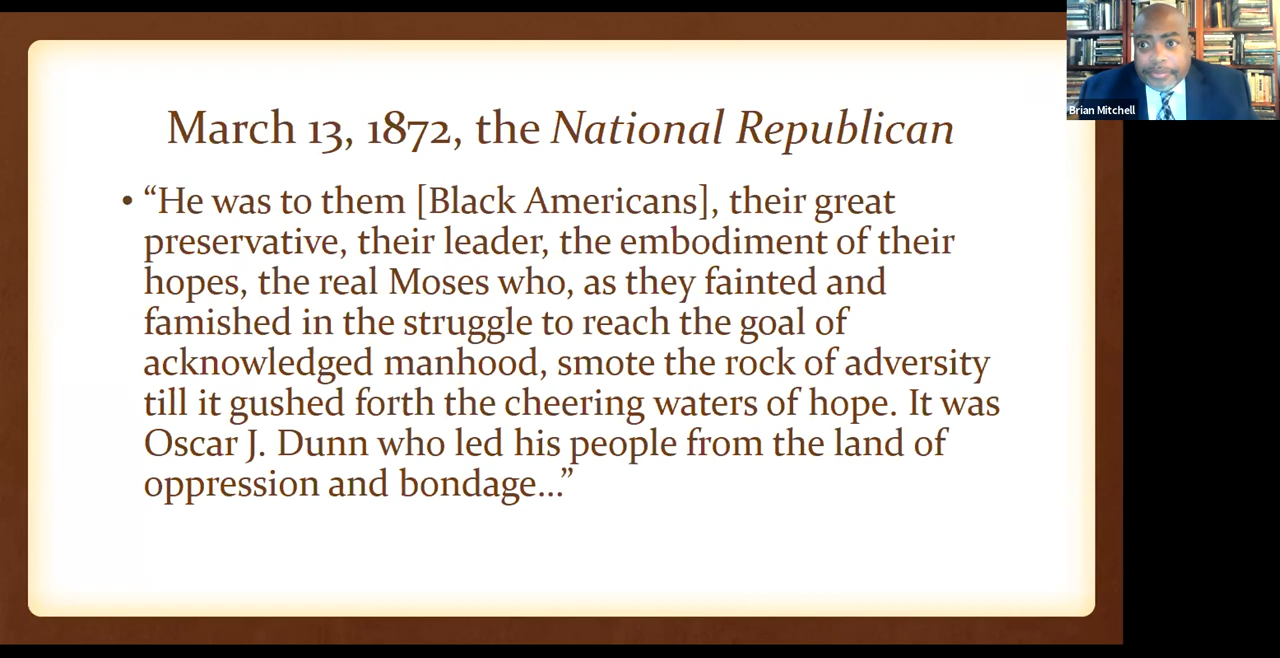 March 13, 1872, the National Republican
• “He was to them [Black Americans], their great
preservative, their leader, the embodiment of their
hopes, the real Moses who, as they fainted and
famished in the struggle to reach the goal of
acknowledged manhood, smote the rock of adversity
till it gushed forth the cheering waters of hope. It was
Oscar J. Dunn who led his people from the land of
oppression and bondage…”
Brian Mitchell